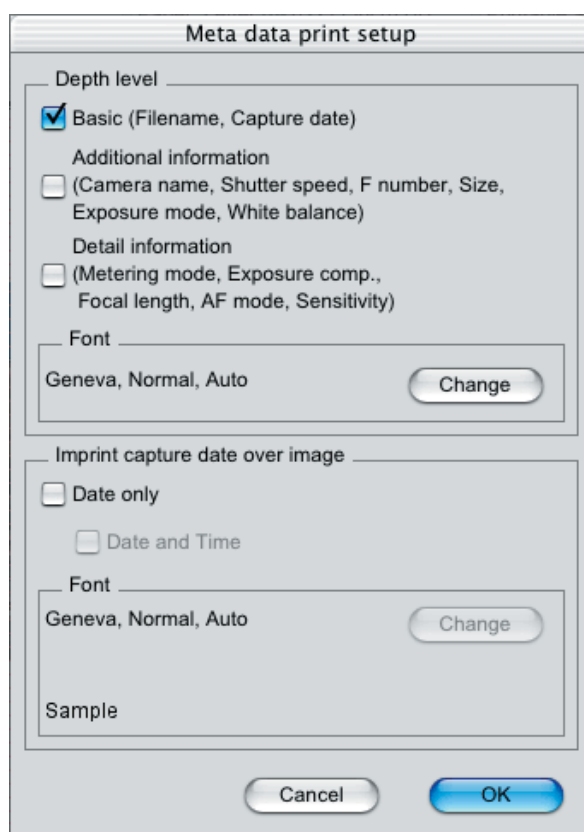 Meta data print setup
Depth level
Basic (Filename, Capture date)
Additional information
(Camera name, Shutter speed, F number, Size,
Exposure mode, White balance)
Detail information
(Metering mode, Exposure comp.,
Focal length, AF mode, Sensitivity)
Font
Geneva, Normal, Auto
Change
Imprint capture date over image
Date only
Date and Time
Font
Geneva, Normal, Auto
Change
Sample
Cancel
OK